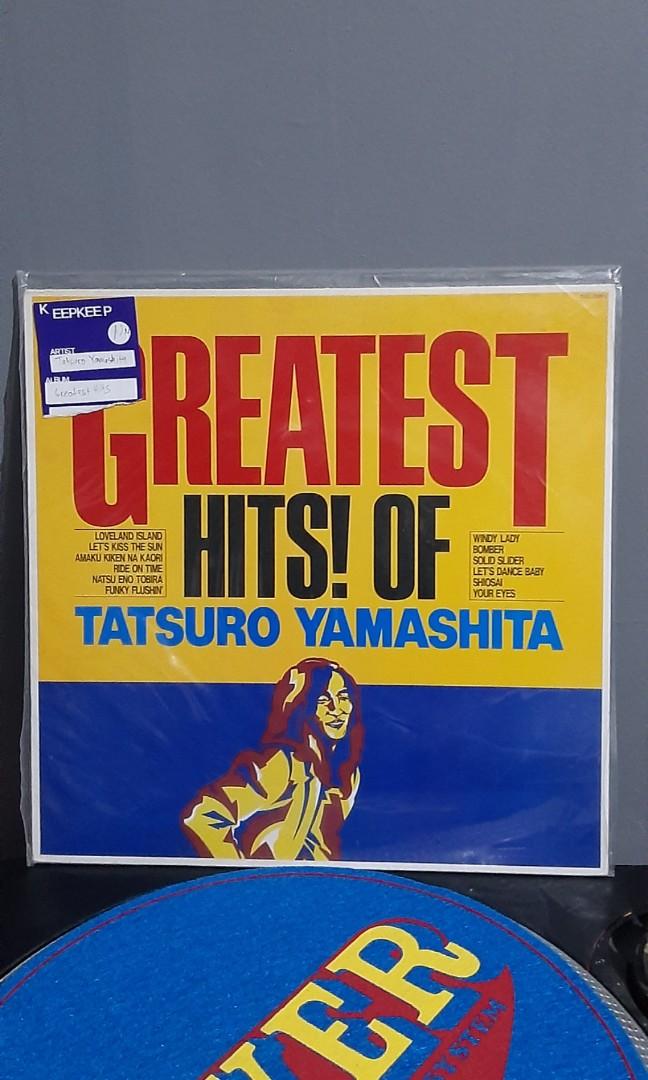 KEEPKEEP
ARTIST
Tatsuro Yamashita
ALBUM
Greatest Hits
GREATEST
HITS! OF
LOVELAND ISLAND
LET'S KISS THE SUN
AMAKU KIKEN NA KAORI
RIDE ON TIME
NATSU ENO TOBIRA
FUNKY FLUSHIN'
WINDY LADY
BOMBER
SOLID SLIDER
LET'S DANCE BABY
SHIOSAI
YOUR EYES
TATSURO YAMASHITA
SYSTEM